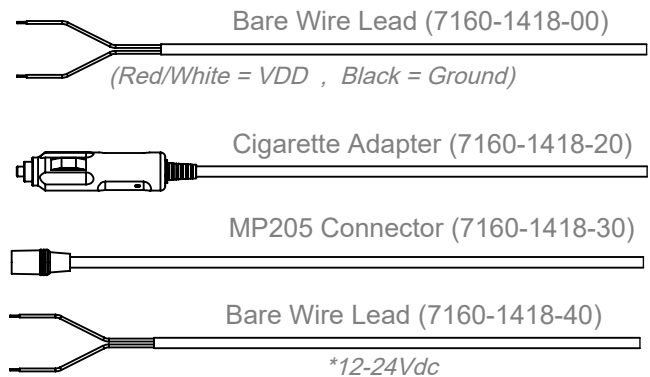 Bare Wire Lead (7160-1418-00)
(Red/White = VDD , Black = Ground)
Cigarette Adapter (7160-1418-20)
MP205 Connector (7160-1418-30)
Bare Wire Lead (7160-1418-40)
*12-24Vdc